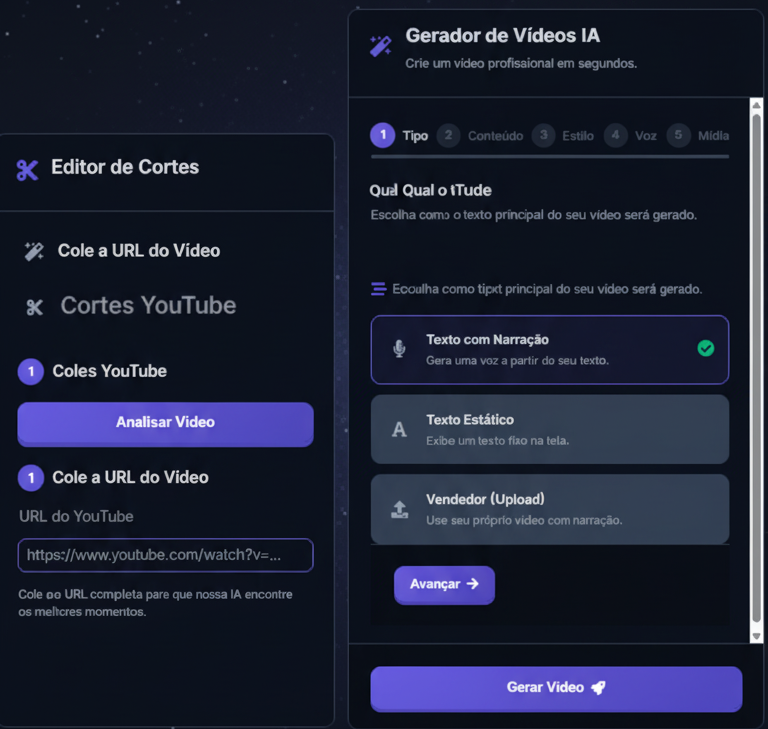 Editor de Cortes
Cole a URL do Vídeo
Cortes YouTube
1 Coles YouTube
Analisar Video
1 Cole a URL do Vídeo
URL do YouTube
https://www.youtube.com/watch?v=...
Cole oo URL completa pare que nossa IA encontre
os melhores momentos.
Gerador de Vídeos IA
Crie um vídeo profissional em segundos.
1 Tipo 2 Conteúdo 3 Estilo 4 Voz 5 Mídia
Qual Qual o tTude
Escolha como o texto principal do seu vídeo será gerado.
como principal do seu vídeo será gerado.
Texto com Narração
Gera uma voz a partir do seu texto.
A Texto Estático
Exibe um testo fixo na tela.
Vendedor (Upload)
Use seu próprio vídeo com narração.
Avançar →
Gerar Video